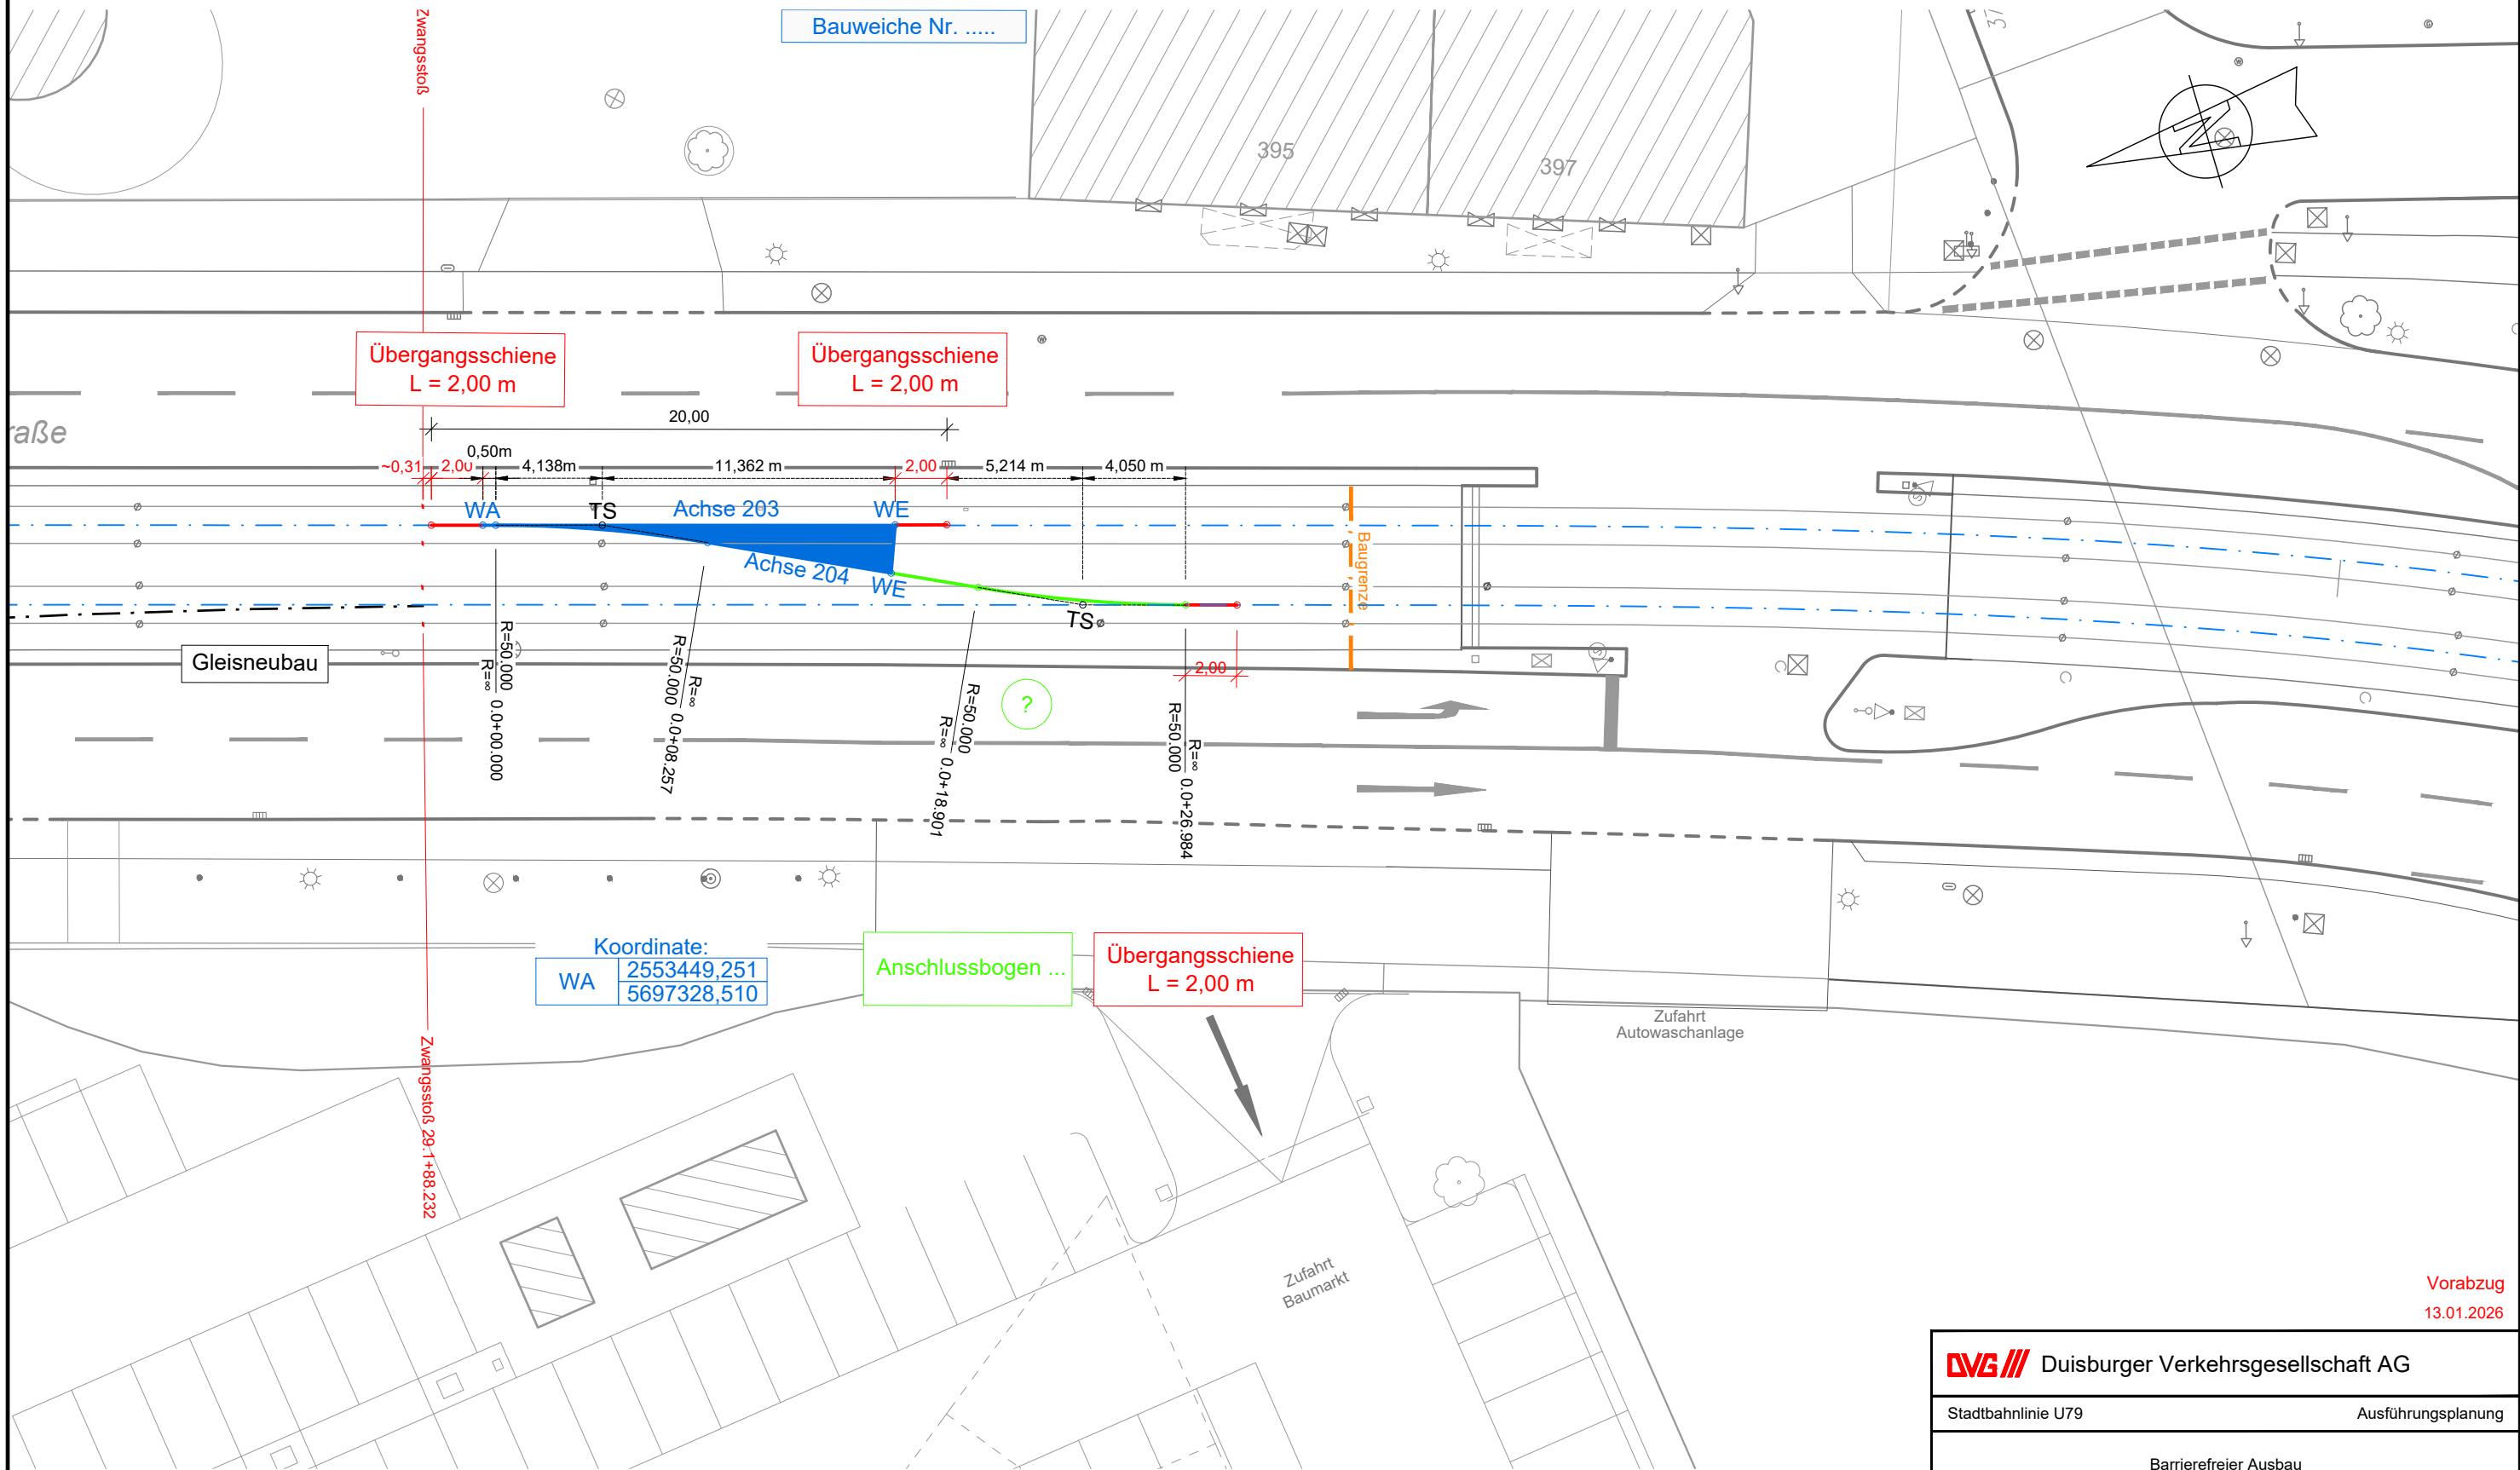 Zwangsstoß
Bauweiche Nr. .....
395
397
N
Übergangsschiene
L = 2,00 m
Übergangsschiene
L = 2,00 m
raße
20,00
0,50m
~0,31
2,00
4,138m
11,362 m
2,00
5,214 m
4,050 m
WA
TS
Achse 203
WE
Achse 204
WE
TS
Baugrenze
Gleisneubau
R=∞
R=50.000
0.0+00.000
R=50.000
R=∞
0.0+08.257
R=∞
R=50.000
0.0+18.901
R=50.000
R=∞
0.0+26.984
2,00
?
Koordinate:
WA
2553449,251
5697328,510
Anschlussbogen ...
Übergangsschiene
L = 2,00 m
Zufahrt
Autowaschanlage
Zwangsstoß 29.1+88.232
Zufahrt
Baumarkt
Vorabzug
13.01.2026
DVG Duisburger Verkehrsgesellschaft AG
Stadtbahnlinie U79
Ausführungsplanung
Barrierefreier Ausbau